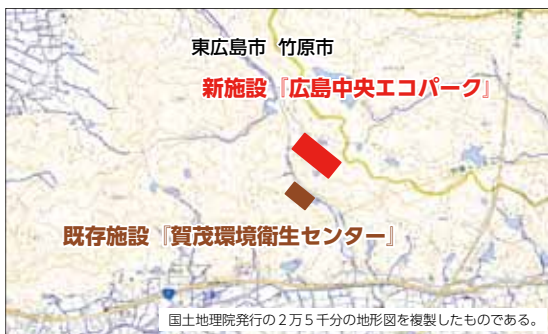 東広島市 竹原市
新施設『広島中央エコパーク』
既存施設『賀茂環境衛生センター』
国土地理院発行の２万５千分の地形図を複製したものである。